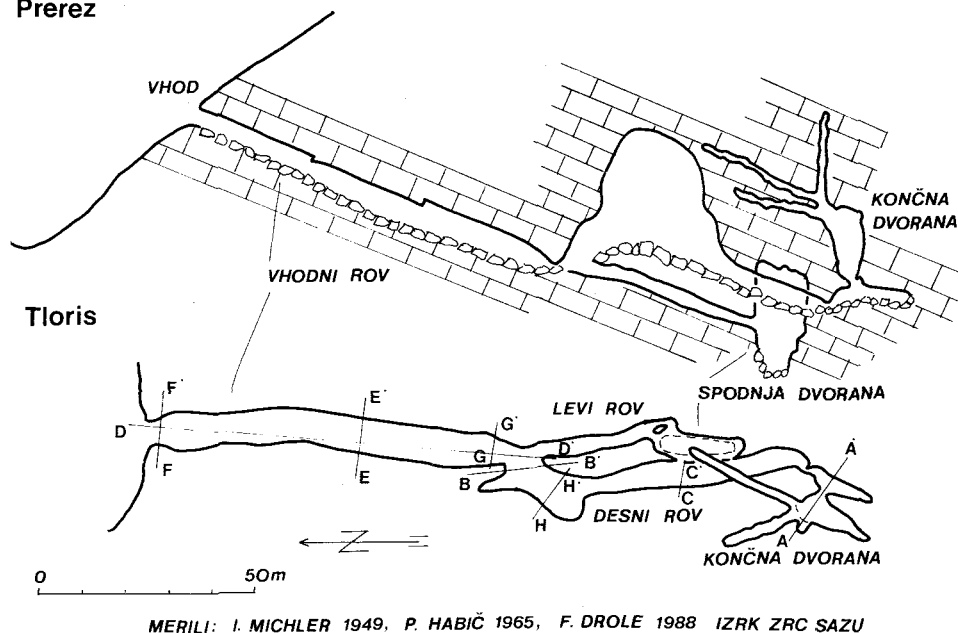 Prerez
VHOD
KONČNA
DVORANA
VHODNI ROV
Tloris
SPODNJA DVORANA
LEVI ROV
F'
E'
G'
D
D
A'
G
B'
B
C'
F
E
H'
C
H
DESNI ROV
A
KONČNA DVORANA
N
0 50m
MERILI: I. MICHLER 1949, P. HABIČ 1965, F. DROLE 1988 IZRK ZRC SAZU